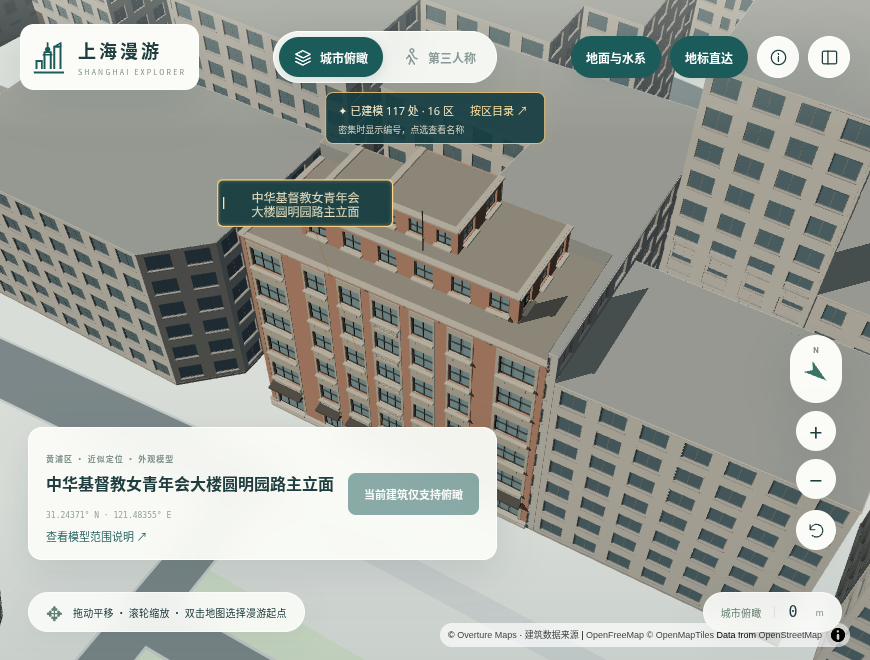 上海漫游
SHANGHAI EXPLORER
城市俯瞰
第三人称
地面与水系
地标直达
✦ 已建模 117 处 · 16 区 按区目录 ↗
密集时显示编号，点选查看名称
中华基督教女青年会
大楼圆明园路主立面
N
+
−
黄浦区 · 近似定位 · 外观模型
中华基督教女青年会大楼圆明园路主立面
当前建筑仅支持俯瞰
31.24371° N · 121.48355° E
查看模型范围说明 ↗
拖动平移 · 滚轮缩放 · 双击地图选择漫游起点
城市俯瞰 0 m
© Overture Maps · 建筑数据来源 | OpenFreeMap © OpenMapTiles Data from OpenStreetMap